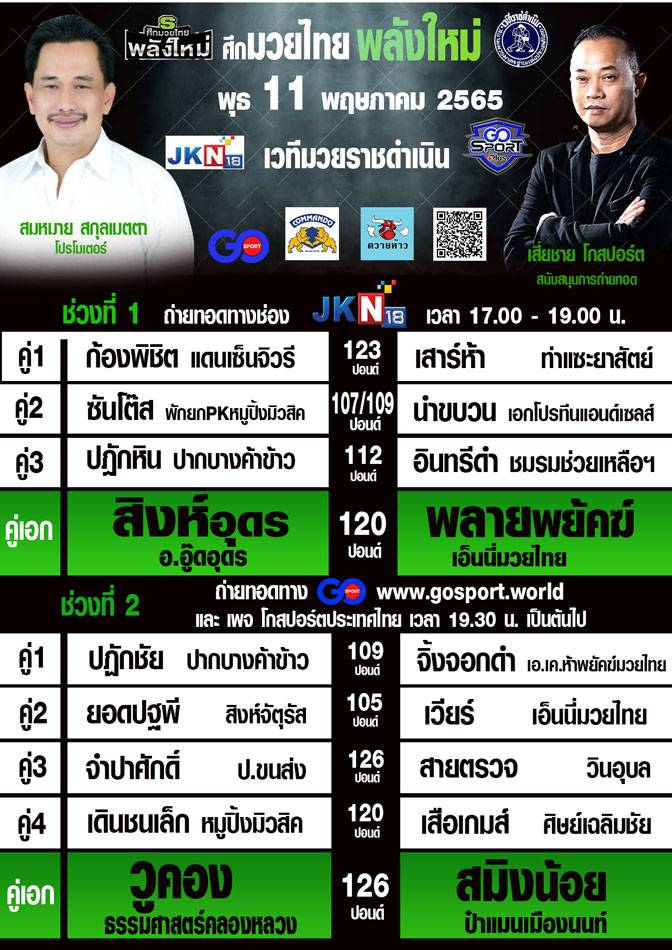 ศึกมวยไทย
พลังใหม่
ศึกมวยไทย พลังใหม่
พุธ 11 พฤษภาคม 2565
JKN18 เวทีมวยราชดำเนิน GO SPORT Plus
สมหมาย สกุลเมตตา
โปรโมเตอร์
GO SPORT
COMMANDO
ควายห้าว
เสี่ยชาย โกสปอร์ต
สนับสนุนการถ่ายทอด
ช่วงที่ 1 ถ่ายทอดทางช่อง JKN18 เวลา 17.00 - 19.00 น.
คู่1 ก้องพิชิต แดนเซ็นจิวรี 123 ปอนด์ เสาร์ห้า ท่าแซะยาสัตย์
คู่2 ซันโต๊ส พักยกPKหมูปิ้งมิวสิค 107/109 ปอนด์ นำขบวน เอกโปรทีนแอนด์เซลส์
คู่3 ปฏักหิน ปากบางค้าข้าว 112 ปอนด์ อินทรีดำ ชมรมช่วยเหลือฯ
คู่เอก สิงห์อุดร 120 ปอนด์ พลายพยัคฆ์
อ.อู๊ดอุดร เอ็นนี่มวยไทย
ช่วงที่ 2 ถ่ายทอดทาง GO SPORT www.gosport.world
และ เพจ โกสปอร์ตประเทศไทย เวลา 19.30 น. เป็นต้นไป
คู่1 ปฏักชัย ปากบางค้าข้าว 109 ปอนด์ จิ้งจอกดำ เอ.เค.ห้าพยัคฆ์มวยไทย
คู่2 ยอดปฐพี สิงห์จัตุรัส 105 ปอนด์ เวียร์ เอ็นนี่มวยไทย
คู่3 จำปาศักดิ์ ป.ขนส่ง 126 ปอนด์ สายตรวจ วินอุบล
คู่4 เดินชนเล็ก หมูปิ้งมิวสิค 120 ปอนด์ เสือเกมส์ ศิษย์เฉลิมชัย
คู่เอก วูคอง 126 ปอนด์ สมิงน้อย
ธรรมศาสตร์คลองหลวง ป๋าแมนเมืองนนท์